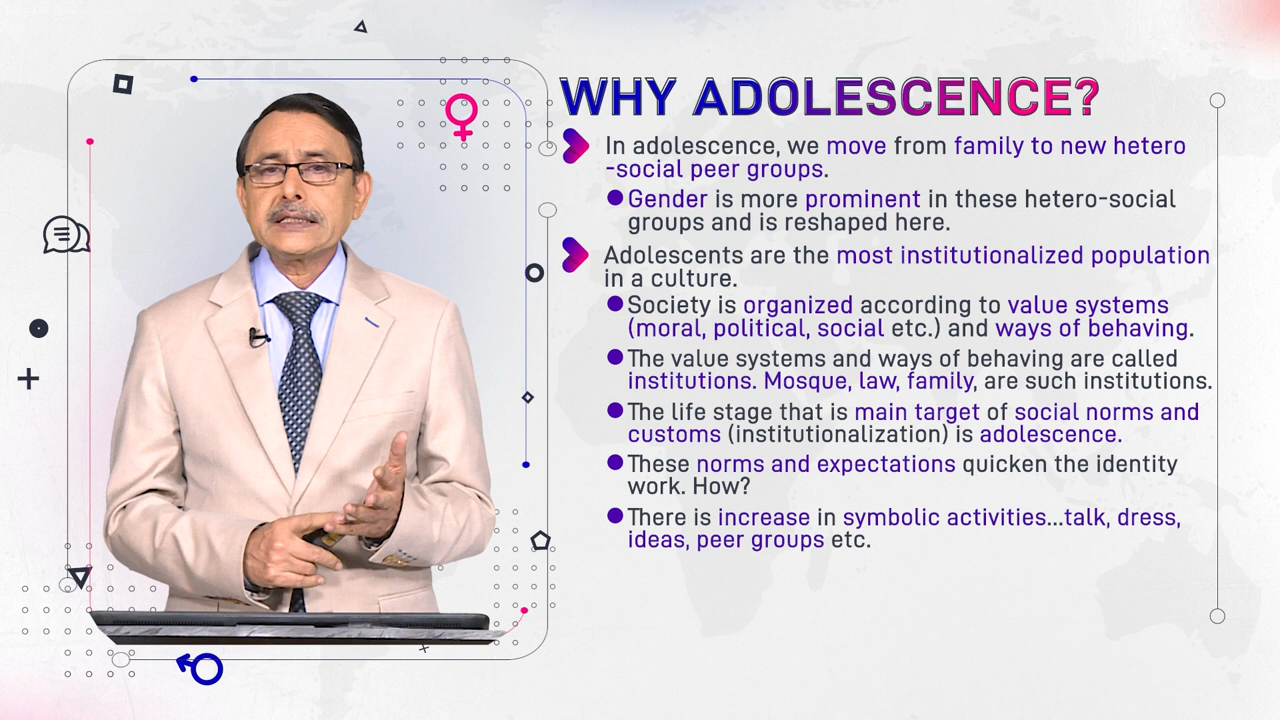 WHY ADOLESCENCE?
In adolescence, we move from family to new hetero
-social peer groups.
Gender is more prominent in these hetero-social
groups and is reshaped here.
Adolescents are the most institutionalized population
in a culture.
Society is organized according to value systems
(moral, political, social etc.) and ways of behaving.
The value systems and ways of behaving are called
institutions. Mosque, law, family, are such institutions.
The life stage that is main target of social norms and
customs (institutionalization) is adolescence.
These norms and expectations quicken the identity
work. How?
There is increase in symbolic activities...talk, dress,
ideas, peer groups etc.